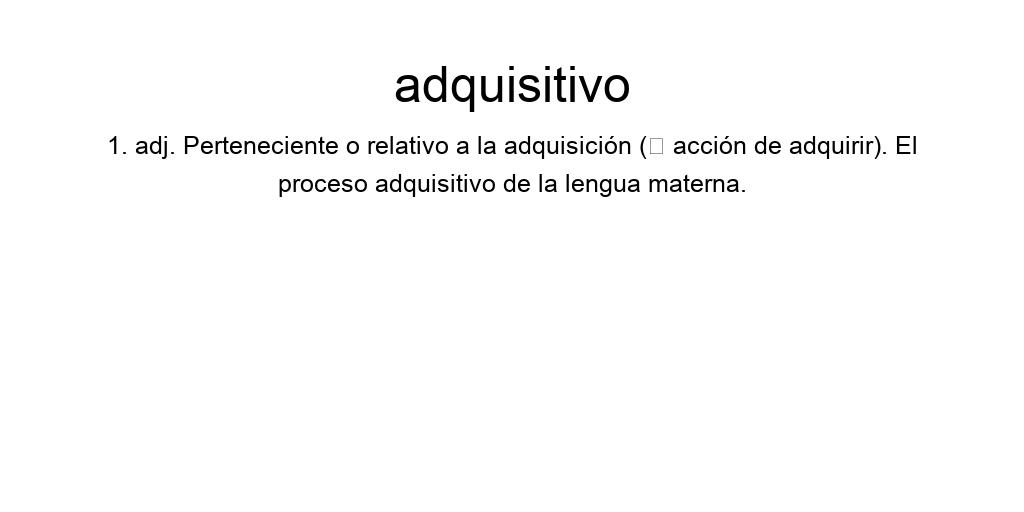 adquisitivo
1. adj. Perteneciente o relativo a la adquisición (□ acción de adquirir). El
proceso adquisitivo de la lengua materna.